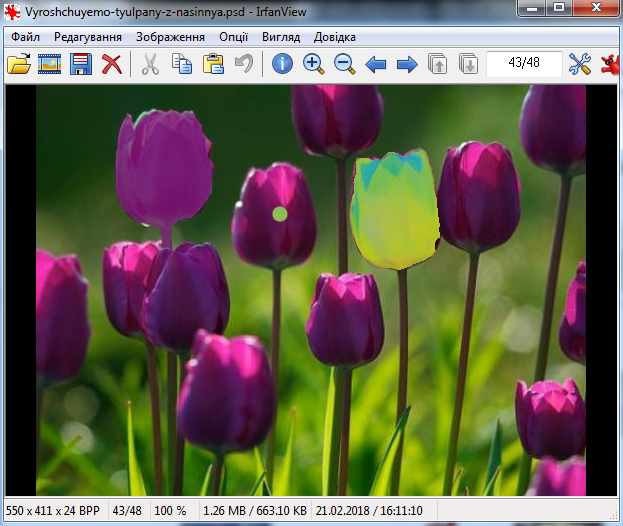 Vyroshchuyemo-tyulpany-z-nasinnya.psd - IrfanView
Файл Редагування Зображення Опції Вигляд Довідка
43/48
550 x 411 x 24 BPP 43/48 100 % 1.26 MB / 663.10 KB 21.02.2018 / 16:11:10